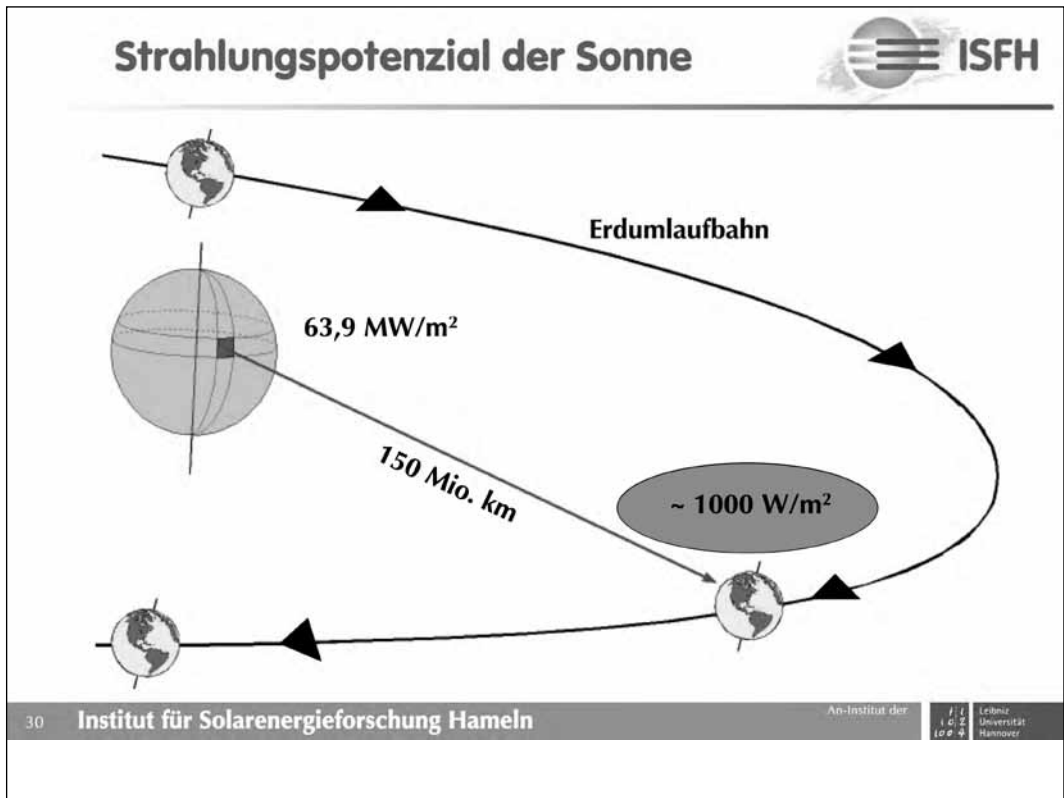 Strahlungspotenzial der Sonne
ISFH
Erdumlaufbahn
63,9 MW/m²
150 Mio. km
~ 1000 W/m²
30 Institut für Solarenergieforschung Hameln
An-Institut der
Leibniz
Universität
Hannover